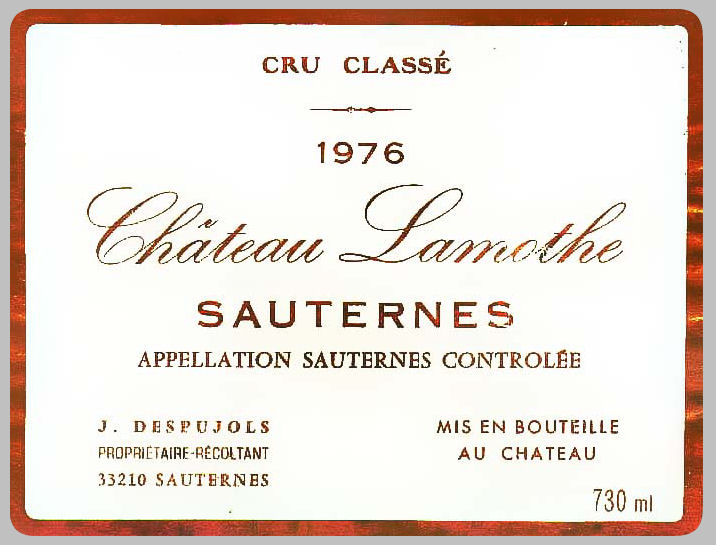 CRU CLASSÉ
1976
Château Lamothe
SAUTERNES
APPELLATION SAUTERNES CONTROLÉE
J. DESPUJOLS
PROPRIÉTAIRE-RÉCOLTANT
33210 SAUTERNES
MIS EN BOUTEILLE
AU CHATEAU
730 ml